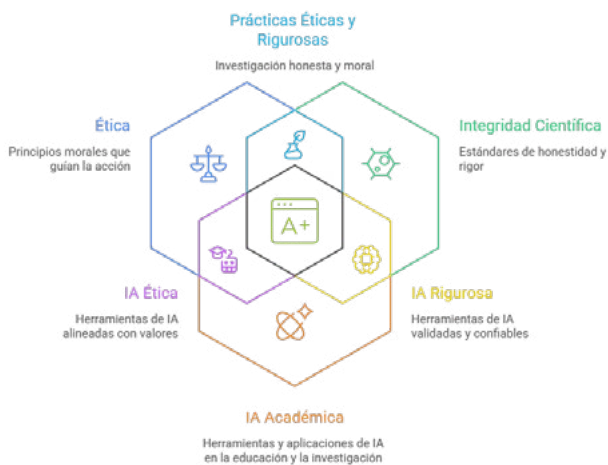 Prácticas Éticas y
Rigurosas
Investigación honesta y moral
Ética
Principios morales que
guían la acción
Integridad Científica
Estándares de honestidad y
rigor
A+
IA Ética
Herramientas de IA
alineadas con valores
IA Rigurosa
Herramientas de IA
validadas y confiables
IA Académica
Herramientas y aplicaciones de IA
en la educación y la investigación